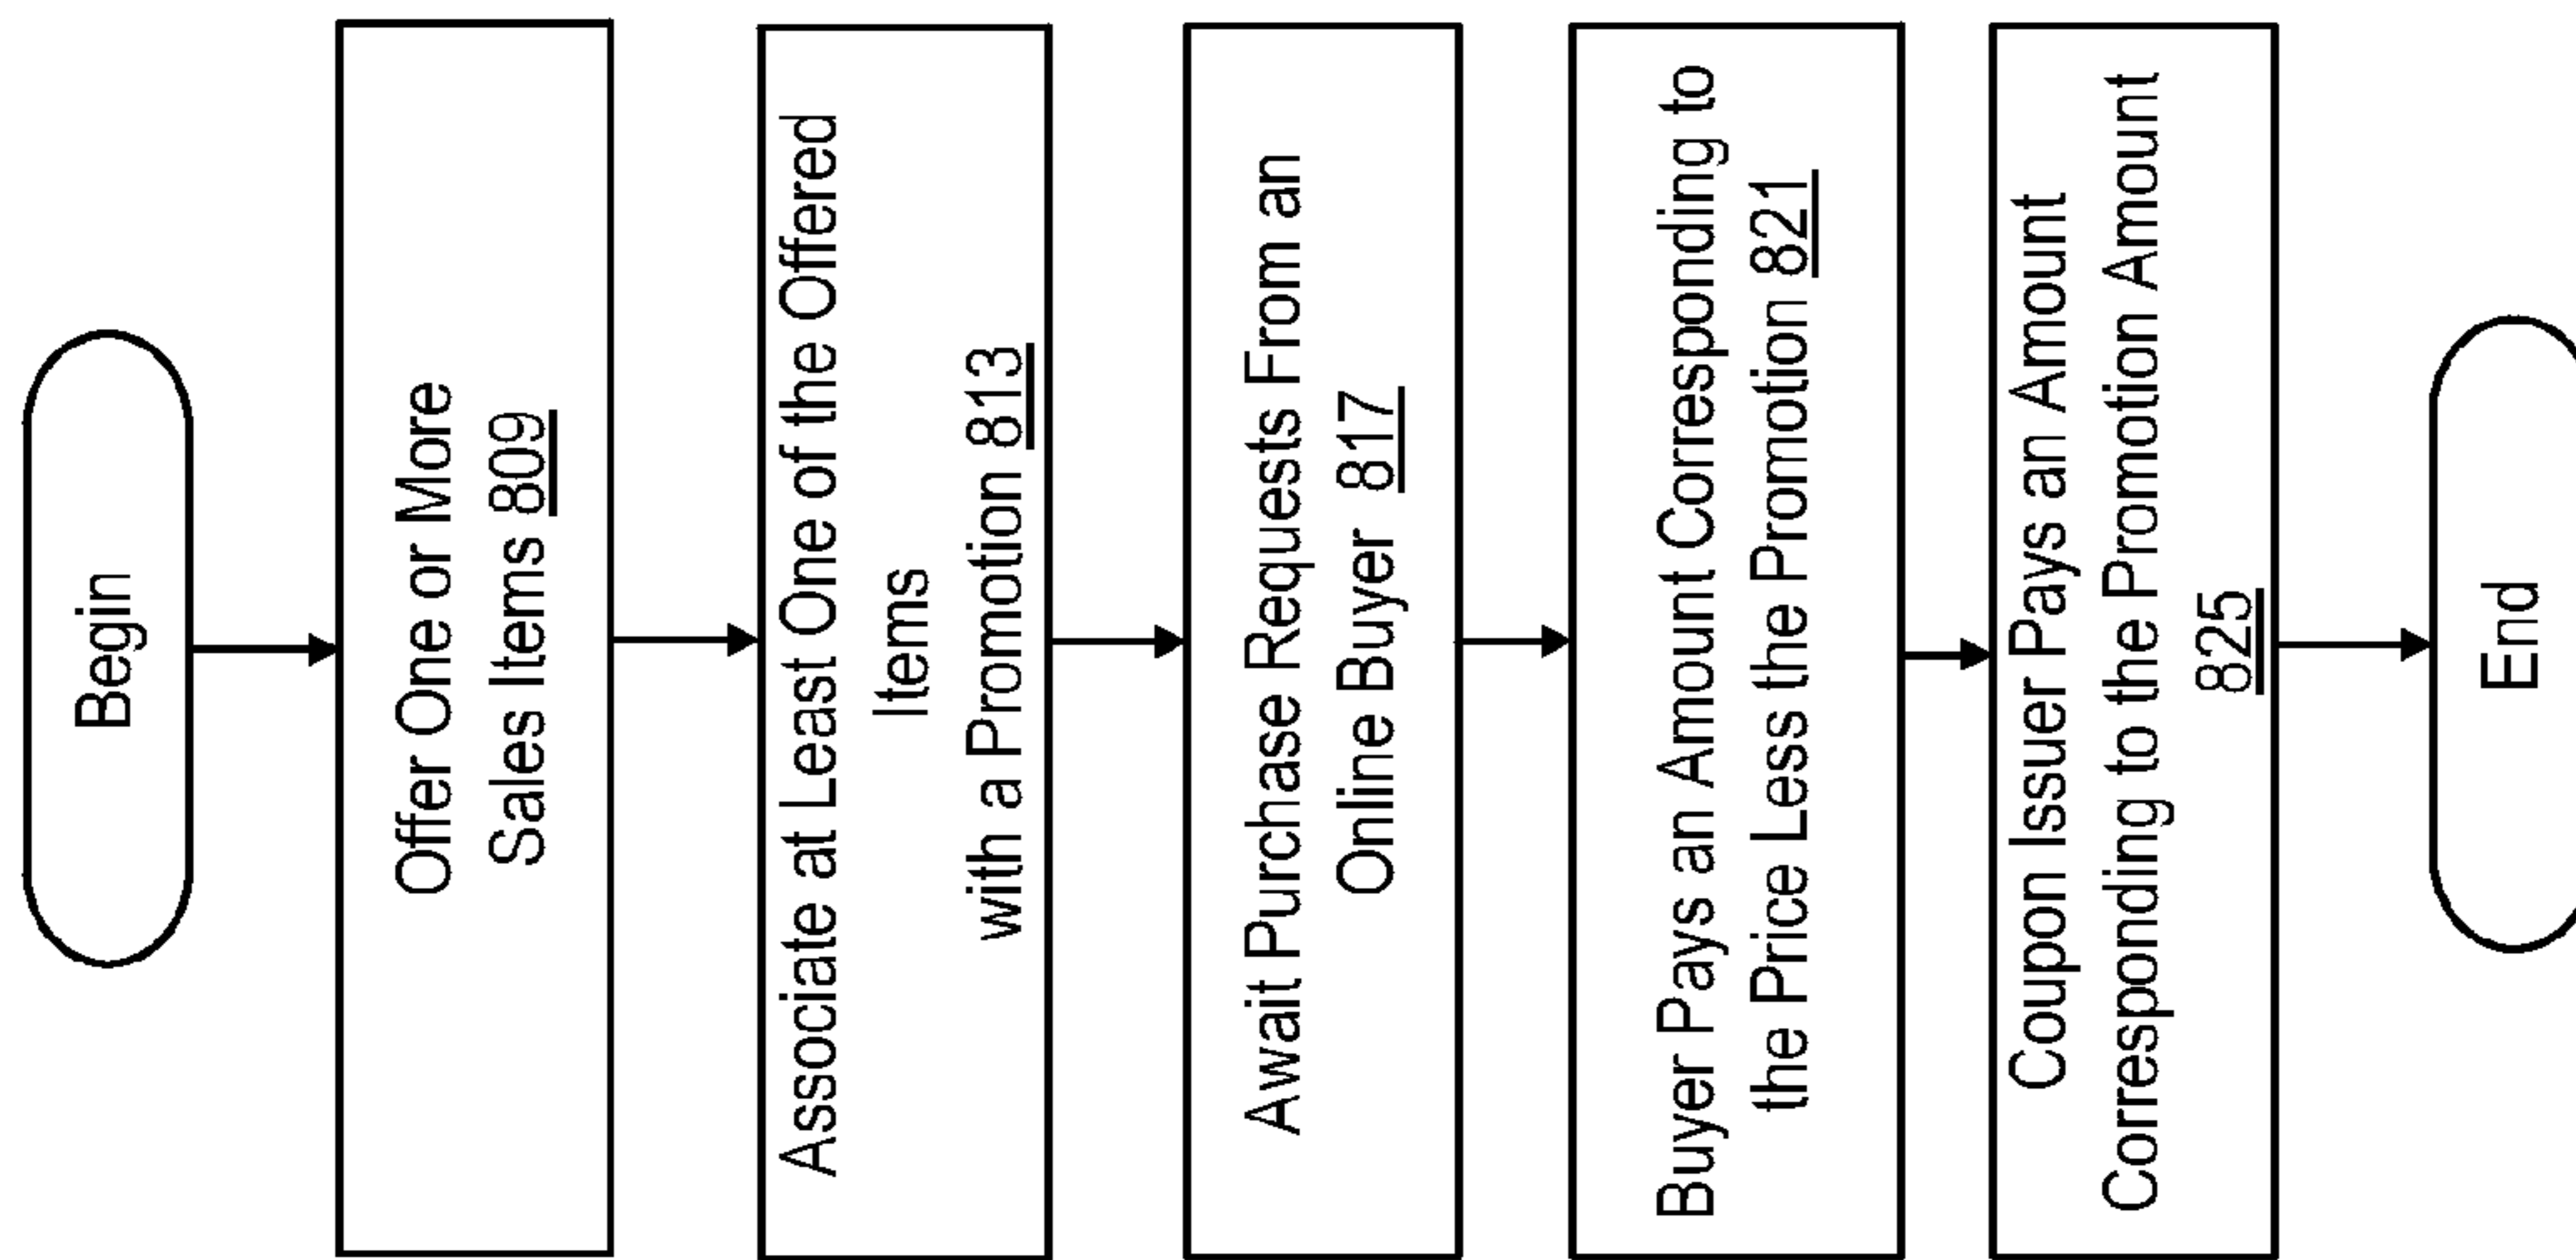 Begin
Offer One or More
Sales Items 809
Associate at Least One of the Offered
Items
with a Promotion 813
Await Purchase Requests From an
Online Buyer 817
Buyer Pays an Amount Corresponding to
the Price Less the Promotion 821
Coupon Issuer Pays an Amount
Corresponding to the Promotion Amount
825
End